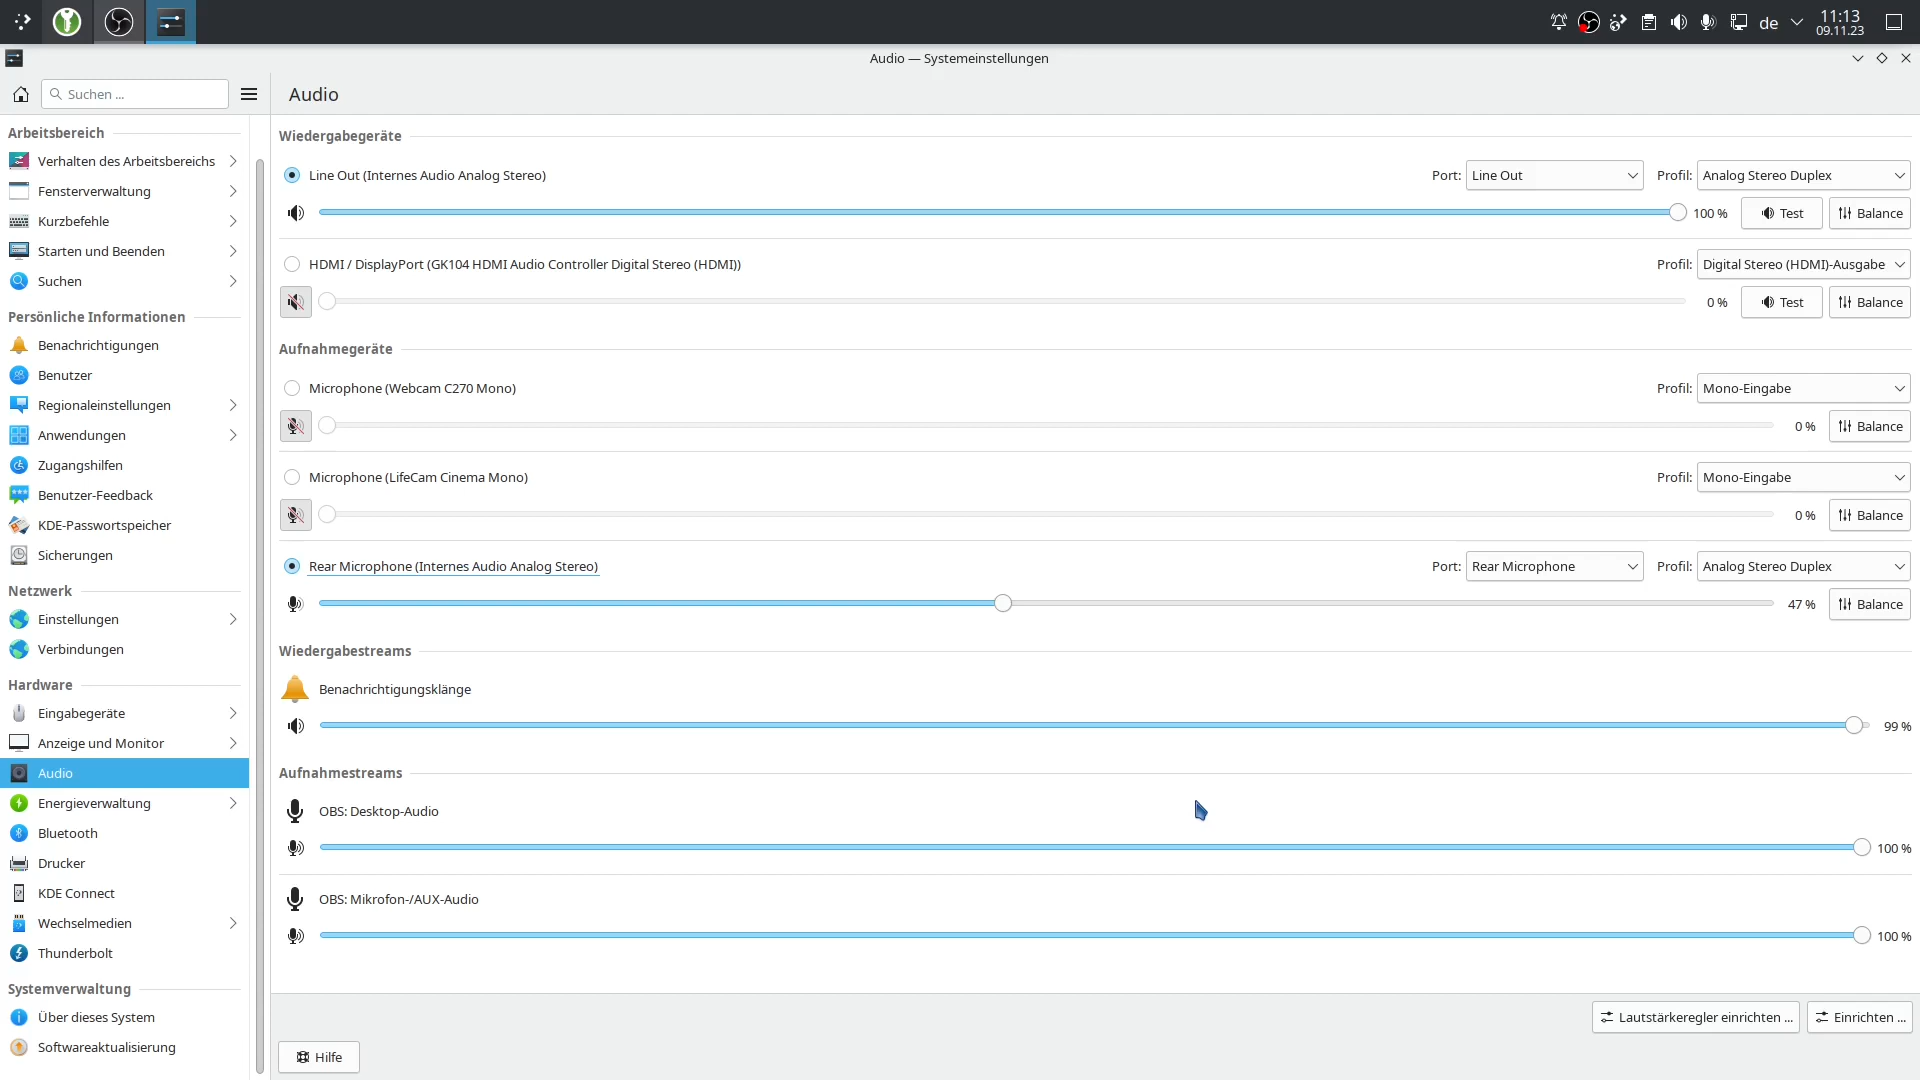 de
11:13
09.11.23
Audio — Systemeinstellungen
Suchen ...
Audio
Arbeitsbereich
Verhalten des Arbeitsbereichs
Fensterverwaltung
Kurzbefehle
Starten und Beenden
Suchen
Persönliche Informationen
Benachrichtigungen
Benutzer
Regionaleinstellungen
Anwendungen
Zugangshilfen
Benutzer-Feedback
KDE-Passwortspeicher
Sicherungen
Netzwerk
Einstellungen
Verbindungen
Hardware
Eingabegeräte
Anzeige und Monitor
Audio
Energieverwaltung
Bluetooth
Drucker
KDE Connect
Wechselmedien
Thunderbolt
Systemverwaltung
Über dieses System
Softwareaktualisierung
Wiedergabegeräte
Line Out (Internes Audio Analog Stereo) Port: Line Out Profil: Analog Stereo Duplex
100 % Test Balance
HDMI / DisplayPort (GK104 HDMI Audio Controller Digital Stereo (HDMI)) Profil: Digital Stereo (HDMI)-Ausgabe
0 % Test Balance
Aufnahmegeräte
Microphone (Webcam C270 Mono) Profil: Mono-Eingabe
0 % Balance
Microphone (LifeCam Cinema Mono) Profil: Mono-Eingabe
0 % Balance
Rear Microphone (Internes Audio Analog Stereo) Port: Rear Microphone Profil: Analog Stereo Duplex
47 % Balance
Wiedergabestreams
Benachrichtigungsklänge
99 %
Aufnahmestreams
OBS: Desktop-Audio
100 %
OBS: Mikrofon-/AUX-Audio
100 %
Lautstärkeregler einrichten ... Einrichten ...
Hilfe